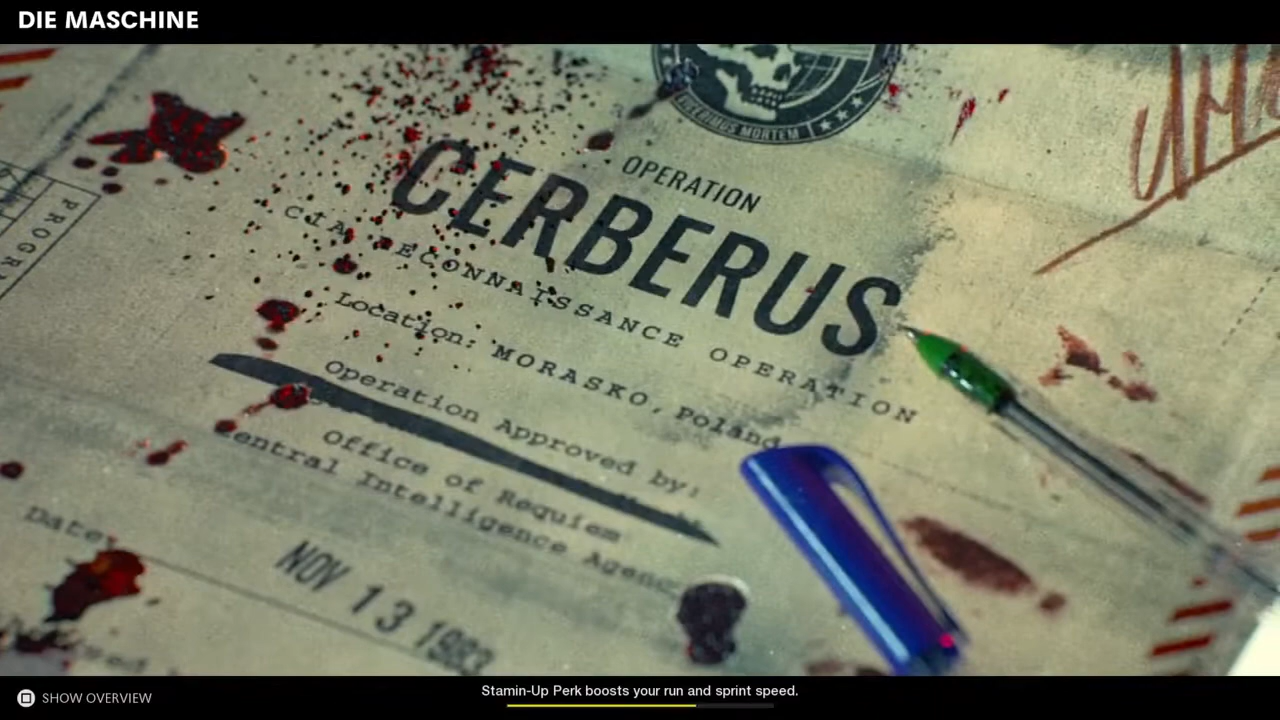 DIE MASCHINE
MORTEM
OPERATION
CERBERUS
CIA RECONNAISSANCE OPERATION
Location: MORASKO, Poland
Operation Approved by:
Office of Requiem
Central Intelligence Agency
Date
NOV 13 1983
SHOW OVERVIEW
Stamin-Up Perk boosts your run and sprint speed.